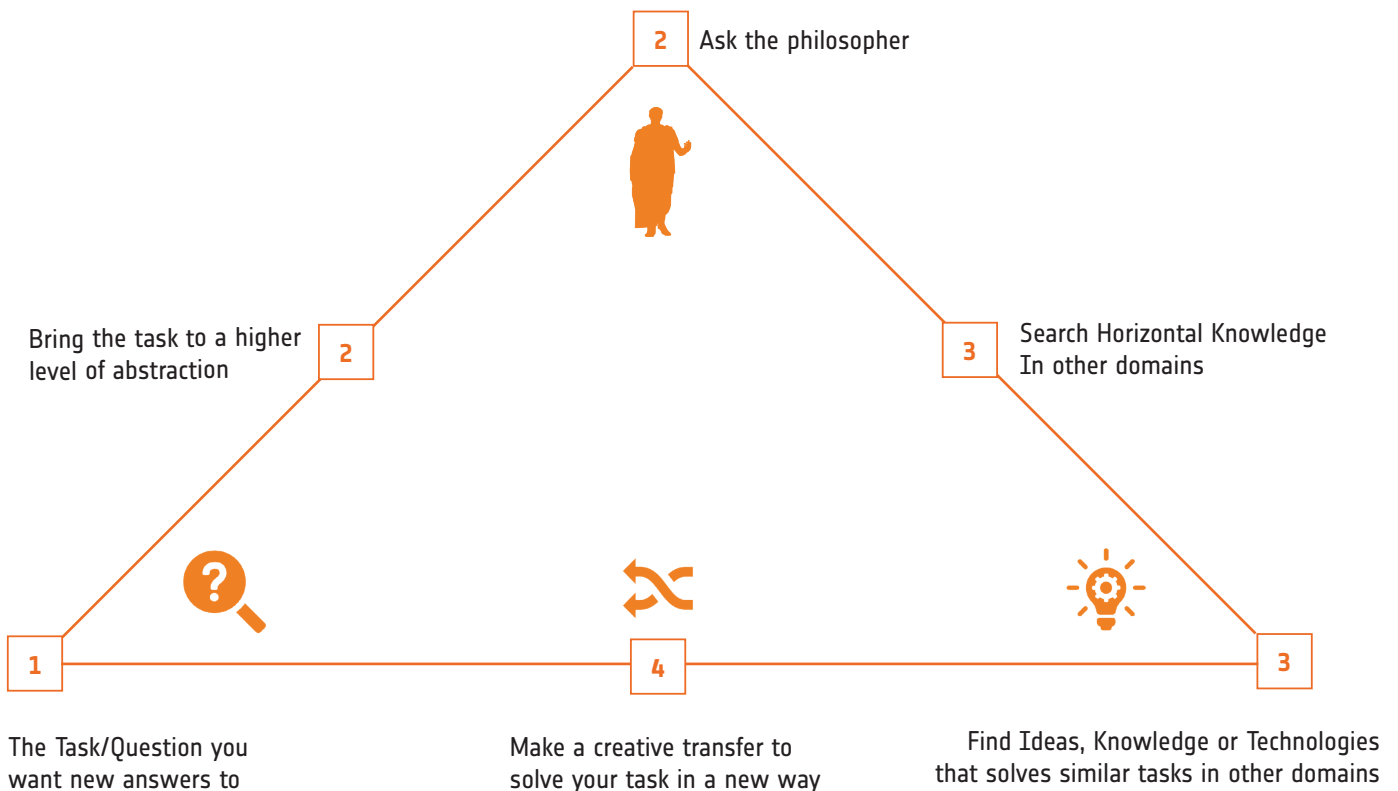 2
Ask the philosopher
Bring the task to a higher
level of abstraction
2
3
Search Horizontal Knowledge
In other domains
?
1
4
3
The Task/Question you
want new answers to
Make a creative transfer to
solve your task in a new way
Find Ideas, Knowledge or Technologies
that solves similar tasks in other domains